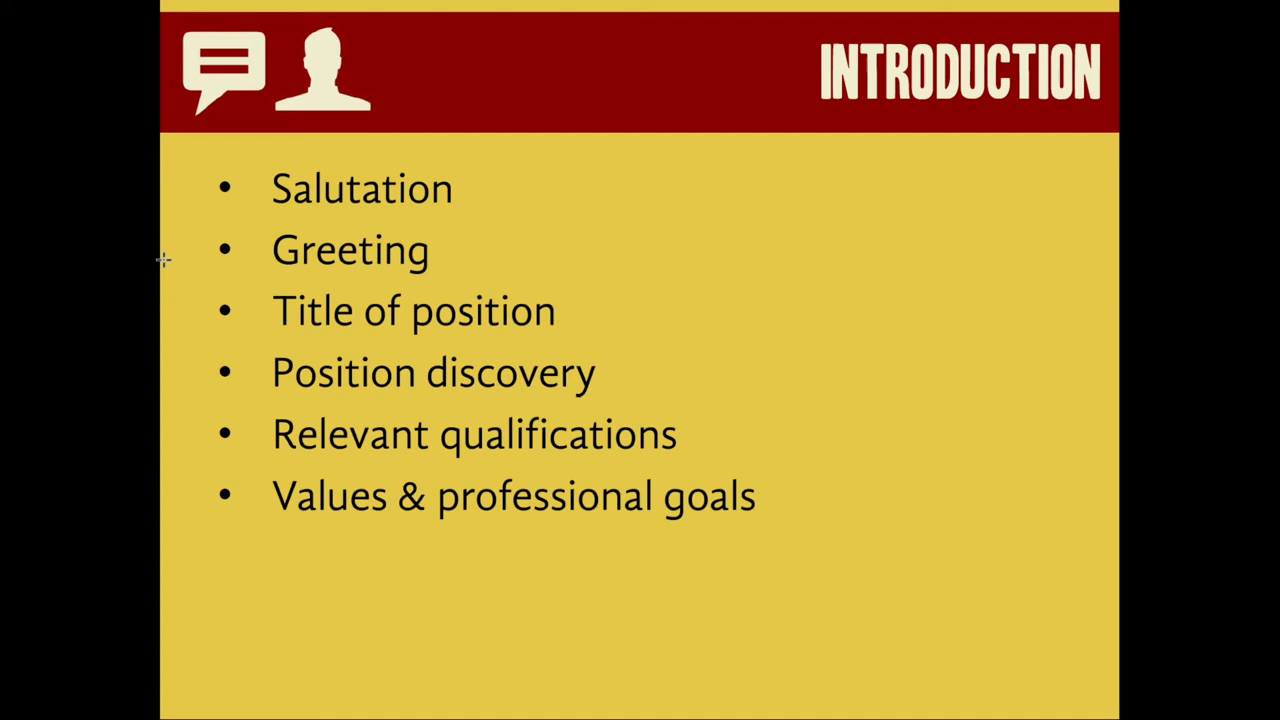 INTRODUCTION
• Salutation
• Greeting
• Title of position
• Position discovery
• Relevant qualifications
• Values & professional goals